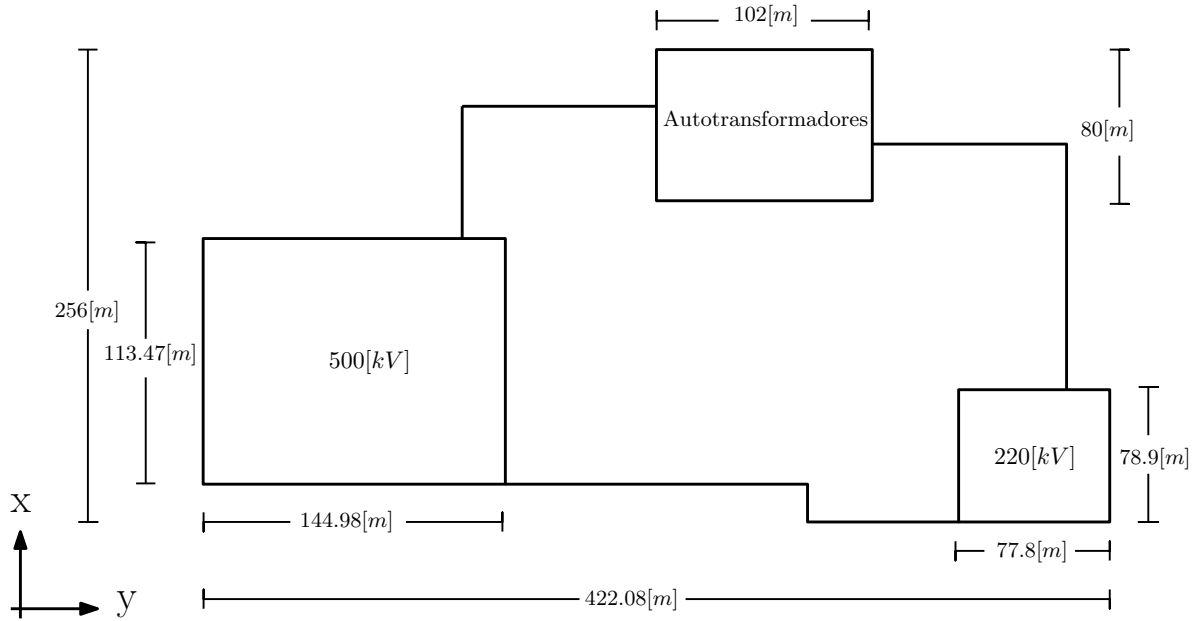 102[m]
Autotransformadores
80[m]
256[m]
113.47[m]
500[kV]
220[kV]
78.9[m]
x
144.98[m]
77.8[m]
y
422.08[m]